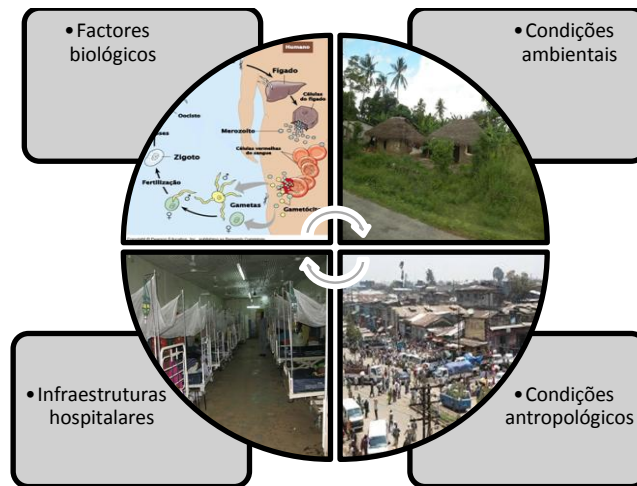 • Factores
biológicos
• Condições
ambientais
Humano
Fígado
Células
do fígado
Oocisto
Merozoíto
Células vermelhas
do sangue
Zigoto
Fertilização
Gametas
• Infraestruturas
hospitalares
• Condições
antropológicos